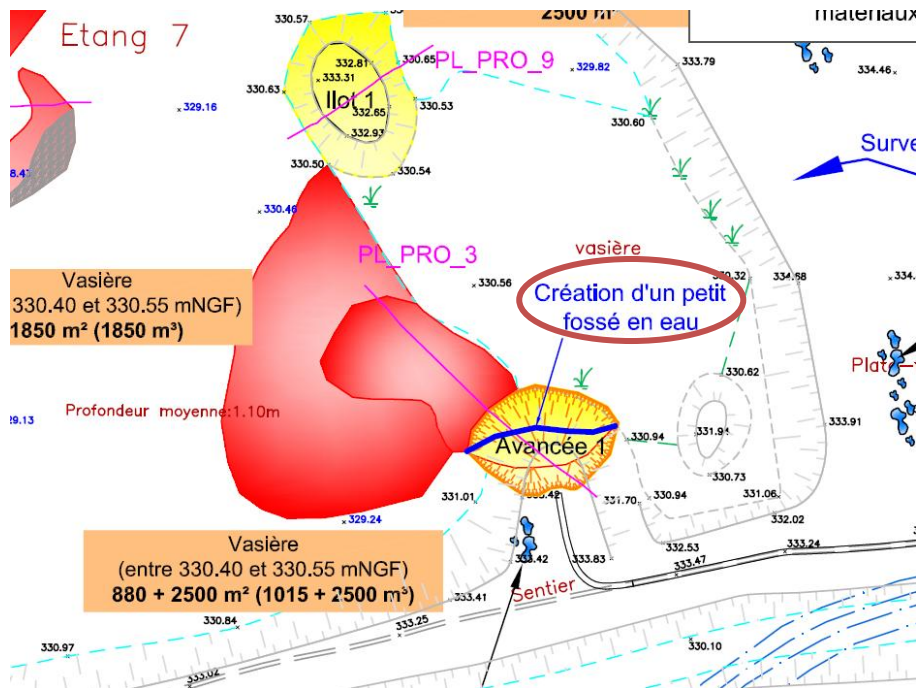 2500 m²
matériaux
Etang 7
330.57
333.79
PL_PRO_9
332.81
330.65
329.82
334.46
333.31
330.63
Ilot 1
330.53
329.16
332.65
330.60
332.93
Surve
330.50
330.54
330.46
PL_PRO_3
vasière
330.32
334.68
334.
330.56
Vasière
330.40 et 330.55 mNGF)
1850 m² (1850 m³)
Création d'un petit
fossé en eau
330.62
Profondeur moyenne:1.10m
29.13
331.94
333.91
330.94
Avancée 1
330.73
331.01
331.70
330.94
331.06
329.24
332.02
Vasière
(entre 330.40 et 330.55 mNGF)
880 + 2500 m² (1015 + 2500 m³)
333.42
333.83
332.53
333.47
333.24
Sentier
333.41
330.84
333.25
330.97
330.10
333.02